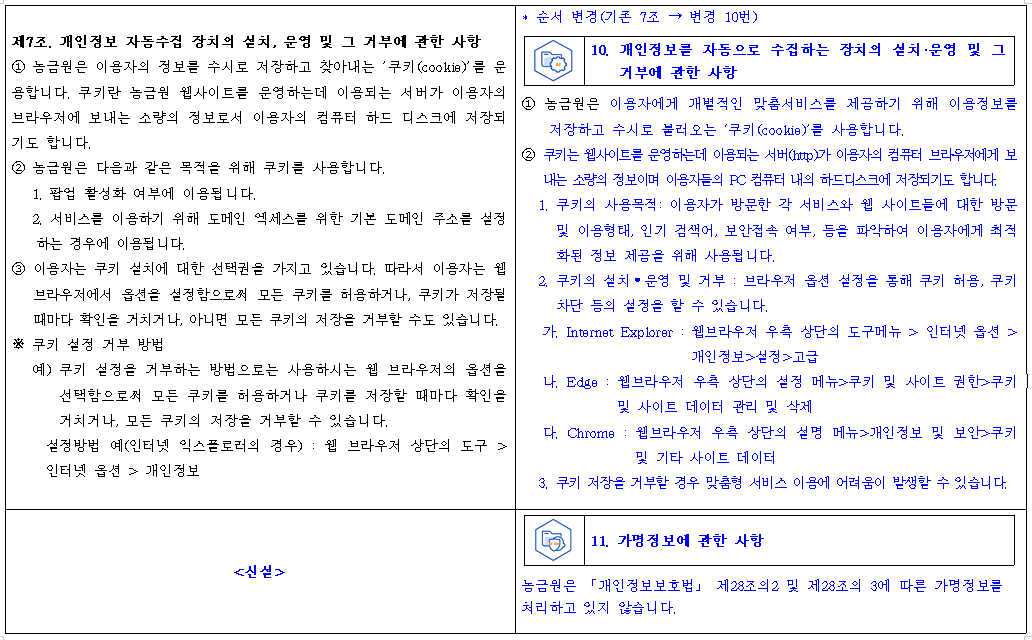 제7조. 개인정보 자동수집 장치의 설치, 운영 및 그 거부에 관한 사항
① 농금원은 이용자의 정보를 수시로 저장하고 찾아내는 '쿠키(cookie)'를 운
용합니다. 쿠키란 농금원 웹사이트를 운영하는데 이용되는 서버가 이용자의
브라우저에 보내는 소량의 정보로서 이용자의 컴퓨터 하드 디스크에 저장되
기도 합니다.
② 농금원은 다음과 같은 목적을 위해 쿠키를 사용합니다.
1. 팝업 활성화 여부에 이용됩니다.
2. 서비스를 이용하기 위해 도메인 엑세스를 위한 기본 도메인 주소를 설정
하는 경우에 이용됩니다.
③ 이용자는 쿠키 설치에 대한 선택권을 가지고 있습니다. 따라서 이용자는 웹
브라우저에서 옵션을 설정함으로써 모든 쿠키를 허용하거나, 쿠키가 저장될
때마다 확인을 거치거나, 아니면 모든 쿠키의 저장을 거부할 수도 있습니다.
※ 쿠키 설정 거부 방법
예) 쿠키 설정을 거부하는 방법으로는 사용하시는 웹 브라우저의 옵션을
선택함으로써 모든 쿠키를 허용하거나 쿠키를 저장할 때마다 확인을
거치거나, 모든 쿠키의 저장을 거부할 수 있습니다.
설정방법 예(인터넷 익스플로러의 경우) : 웹 브라우저 상단의 도구 >
인터넷 옵션 > 개인정보
* 순서 변경(기존 7조 → 변경 10번)
10. 개인정보를 자동으로 수집하는 장치의 설치·운영 및 그
거부에 관한 사항
① 농금원은 이용자에게 개별적인 맞춤서비스를 제공하기 위해 이용정보를
저장하고 수시로 불러오는 '쿠키(cookie)'를 사용합니다.
② 쿠키는 웹사이트를 운영하는데 이용되는 서버(http)가 이용자의 컴퓨터 브라우저에게 보
내는 소량의 정보이며 이용자들의 PC 컴퓨터 내의 하드디스크에 저장되기도 합니다.
1. 쿠키의 사용목적: 이용자가 방문한 각 서비스와 웹 사이트들에 대한 방문
및 이용형태, 인기 검색어, 보안접속 여부, 등을 파악하여 이용자에게 최적
화된 정보 제공을 위해 사용됩니다.
2. 쿠키의 설치•운영 및 거부 : 브라우저 옵션 설정을 통해 쿠키 허용, 쿠키
차단 등의 설정을 할 수 있습니다.
가. Internet Explorer : 웹브라우저 우측 상단의 도구메뉴 > 인터넷 옵션 >
개인정보>설정>고급
나. Edge : 웹브라우저 우측 상단의 설정 메뉴>쿠키 및 사이트 권한>쿠키
및 사이트 데이터 관리 및 삭제
다. Chrome : 웹브라우저 우측 상단의 설명 메뉴>개인정보 및 보안>쿠키
및 기타 사이트 데이터
3. 쿠키 저장을 거부할 경우 맞춤형 서비스 이용에 어려움이 발생할 수 있습니다.
<신설>
11. 가명정보에 관한 사항
농금원은 「개인정보보호법」 제28조의2 및 제28조의 3에 따른 가명정보를
처리하고 있지 않습니다.